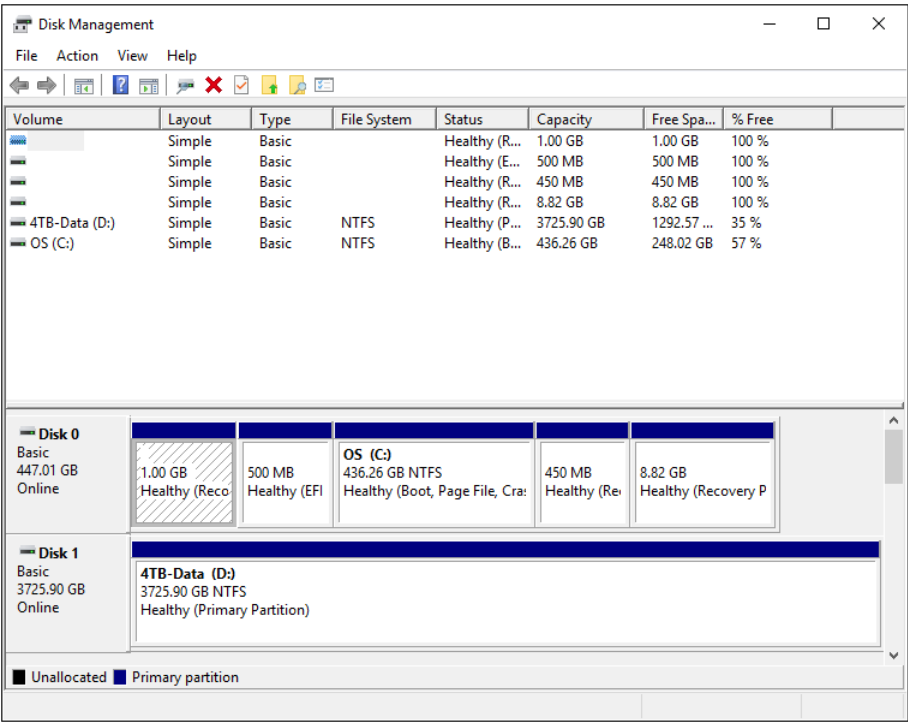 Disk Management
File Action View Help
Volume Layout Type File System Status Capacity Free Spa... % Free
Simple Basic Healthy (R... 1.00 GB 1.00 GB 100 %
Simple Basic Healthy (E... 500 MB 500 MB 100 %
Simple Basic Healthy (R... 450 MB 450 MB 100 %
Simple Basic Healthy (R... 8.82 GB 8.82 GB 100 %
4TB-Data (D:) Simple Basic NTFS Healthy (P... 3725.90 GB 1292.57 ... 35 %
OS (C:) Simple Basic NTFS Healthy (B... 436.26 GB 248.02 GB 57 %
Disk 0
Basic
447.01 GB
Online
1.00 GB
Healthy (Reco
500 MB
Healthy (EFI
OS (C:)
436.26 GB NTFS
Healthy (Boot, Page File, Cras
450 MB
Healthy (Re
8.82 GB
Healthy (Recovery P
Disk 1
Basic
3725.90 GB
Online
4TB-Data (D:)
3725.90 GB NTFS
Healthy (Primary Partition)
Unallocated Primary partition